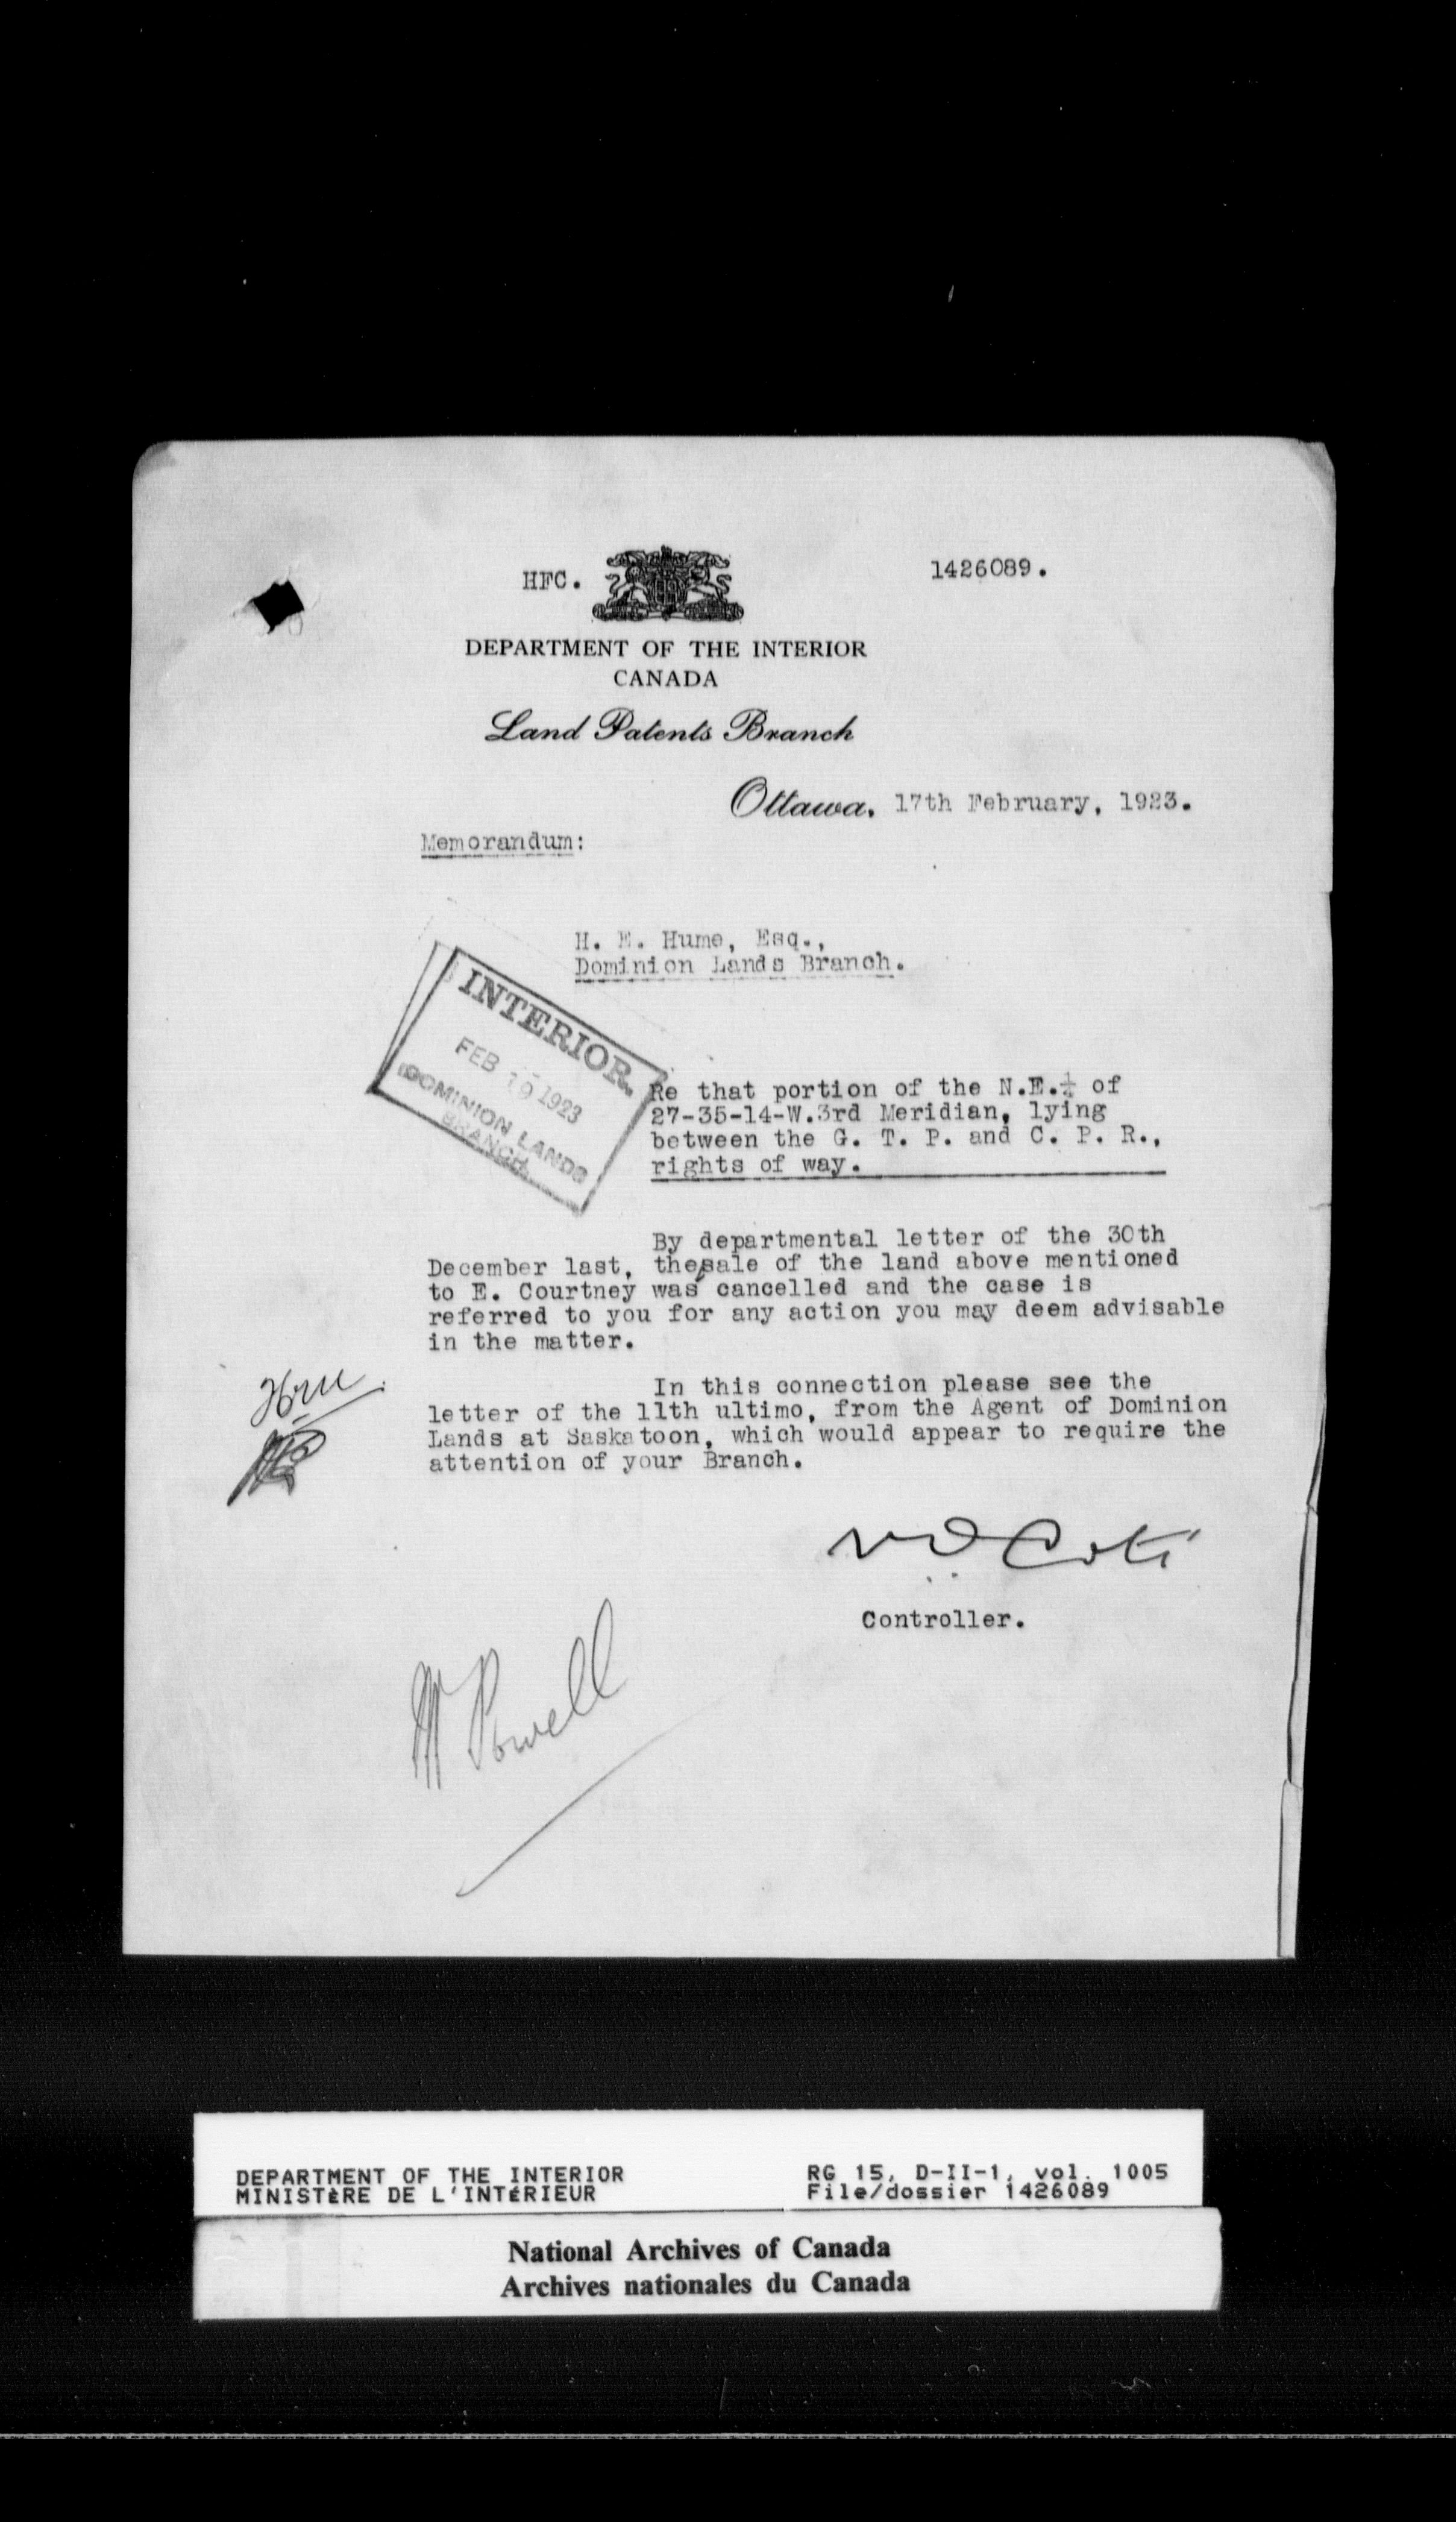 HFC.
1426089.
DEPARTMENT OF THE INTERIOR
CANADA
Land Patents Branch
Ottawa, 17th February, 1923.
Memorandum:
H. E. Hume, Esq.,
Dominion Lands Branch.
INTERIOR.
FEB 19 1923
DOMINION LANDS
BRANCH
Re that portion of the N.E.¼ of
27-35-14-W.3rd Meridian, lying
between the G. T. P. and C. P. R.,
rights of way.
By departmental letter of the 30th
December last, the sale of the land above mentioned
to E. Courtney was cancelled and the case is
referred to you for any action you may deem advisable
in the matter.
In this connection please see the
letter of the 11th ultimo, from the Agent of Dominion
Lands at Saskatoon, which would appear to require the
attention of your Branch.
Controller.
Powell
DEPARTMENT OF THE INTERIOR
MINISTÈRE DE L'INTÉRIEUR
RG 15, D-II-1, vol. 1005
File/dossier 1426089
National Archives of Canada
Archives nationales du Canada